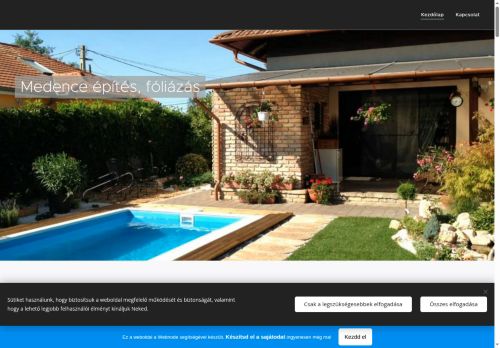 Kezdőlap Kapcsolat
Medence építés, fóliázás
Sütiket használunk, hogy biztosítsuk a weboldal megfelelő működését és biztonságát, valamint
hogy a lehető legjobb felhasználói élményt kínáljuk Neked.
Csak a legszükségesebbek elfogadása
Összes elfogadása
Ez a weboldal a Webnode segítségével készült. Készítsd el a sajátodat ingyenesen még ma!
Kezdd el